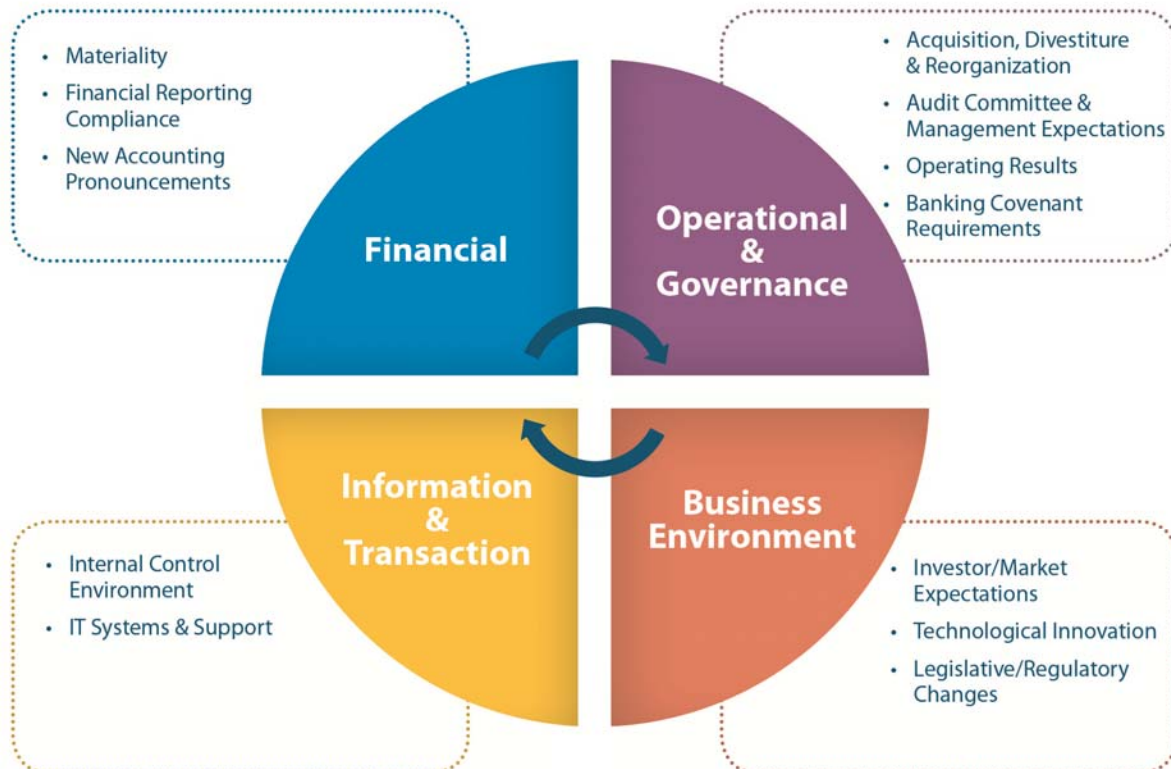 • Materiality
• Financial Reporting
Compliance
• New Accounting
Pronouncements
• Acquisition, Divestiture
& Reorganization
• Audit Committee &
Management Expectations
• Operating Results
• Banking Covenant
Requirements
Financial
Operational
&
Governance
Information
&
Transaction
Business
Environment
• Internal Control
Environment
• IT Systems & Support
• Investor/Market
Expectations
• Technological Innovation
• Legislative/Regulatory
Changes